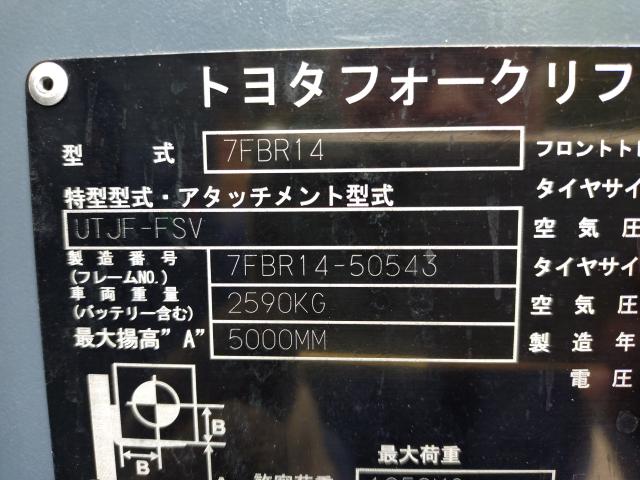 トヨタフォークリフ
型 式 7FBR14 フロントト
特型型式・アタッチメント型式 タイヤサイ
UTJF-FSV 空 気 圧
製造番号 (フレームNO.) 7FBR14-50543 タイヤサイ
車両重量 (バッテリー含む) 2590KG 空 気 圧
最大揚高"A" 5000MM 製 造 年
電 圧
B
B
最大荷重
許容荷重